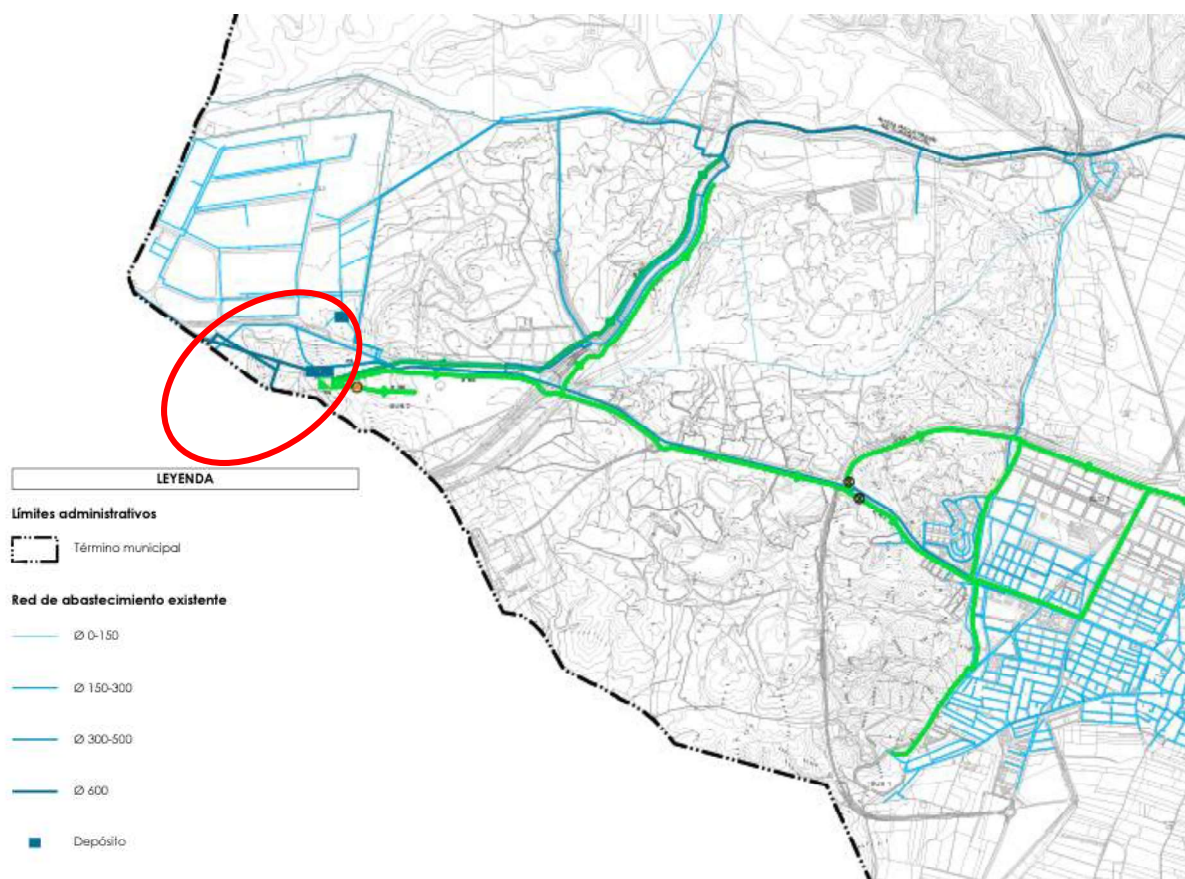 LEYENDA
Límites administrativos
Término municipal
Red de abastecimiento existente
Ø 0-150
Ø 150-300
Ø 300-500
Ø 600
Depósito